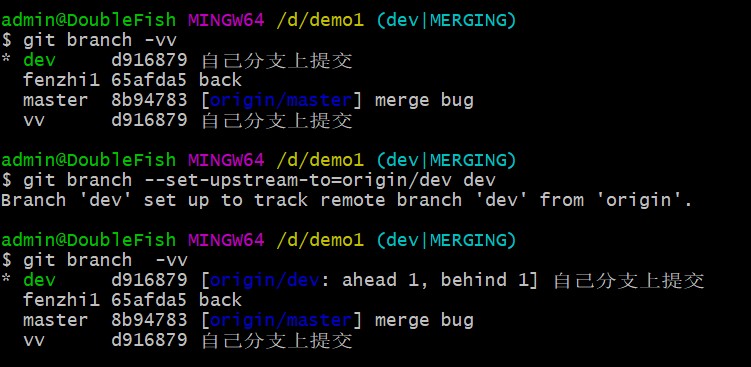 admin@DoubleFish MINGW64 /d/demo1 (dev|MERGING)
$ git branch -vv
* dev     d916879 自己分支上提交
  fenzhi1 65afda5 back
  master  8b94783 [origin/master] merge bug
  vv      d916879 自己分支上提交
admin@DoubleFish MINGW64 /d/demo1 (dev|MERGING)
$ git branch --set-upstream-to=origin/dev dev
Branch 'dev' set up to track remote branch 'dev' from 'origin'.
admin@DoubleFish MINGW64 /d/demo1 (dev|MERGING)
$ git branch  -vv
* dev     d916879 [origin/dev: ahead 1, behind 1] 自己分支上提交
  fenzhi1 65afda5 back
  master  8b94783 [origin/master] merge bug
  vv      d916879 自己分支上提交